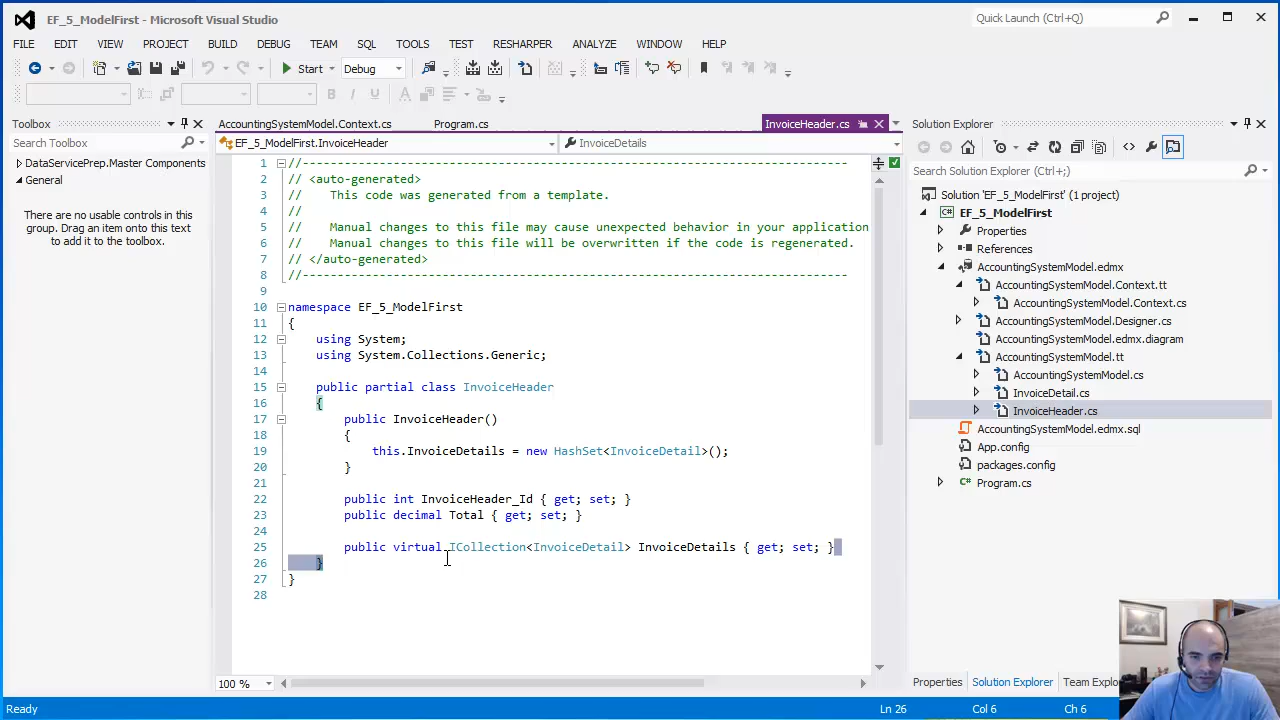 EF_5_ModelFirst - Microsoft Visual Studio
Quick Launch (Ctrl+Q)
FILE EDIT VIEW PROJECT BUILD DEBUG TEAM SQL TOOLS TEST RESHARPER ANALYZE WINDOW HELP
Start Debug
Toolbox
Search Toolbox
DataServicePrep.Master Components
General
There are no usable controls in this
group. Drag an item onto this text
to add it to the toolbox.
AccountingSystemModel.Context.cs Program.cs InvoiceHeader.cs
EF_5_ModelFirst.InvoiceHeader InvoiceDetails
1 //------------------------------------------------------------------------------
2 // <auto-generated>
3 //    This code was generated from a template.
4 //
5 //    Manual changes to this file may cause unexpected behavior in your application
6 //    Manual changes to this file will be overwritten if the code is regenerated.
7 // </auto-generated>
8 //------------------------------------------------------------------------------
9
10 namespace EF_5_ModelFirst
11 {
12 using System;
13 using System.Collections.Generic;
14
15 public partial class InvoiceHeader
16 {
17 public InvoiceHeader()
18 {
19 this.InvoiceDetails = new HashSet<InvoiceDetail>();
20 }
21
22 public int InvoiceHeader_Id { get; set; }
23 public decimal Total { get; set; }
24
25 public virtual ICollection<InvoiceDetail> InvoiceDetails { get; set; }
26 }
27 }
28
100 %
Solution Explorer
Search Solution Explorer (Ctrl+;)
Solution 'EF_5_ModelFirst' (1 project)
EF_5_ModelFirst
Properties
References
AccountingSystemModel.edmx
AccountingSystemModel.Context.tt
AccountingSystemModel.Context.cs
AccountingSystemModel.Designer.cs
AccountingSystemModel.edmx.diagram
AccountingSystemModel.tt
AccountingSystemModel.cs
InvoiceDetail.cs
InvoiceHeader.cs
AccountingSystemModel.edmx.sql
App.config
packages.config
Program.cs
Properties Solution Explorer Team Explo
Ready Ln 26 Col 6 Ch 6